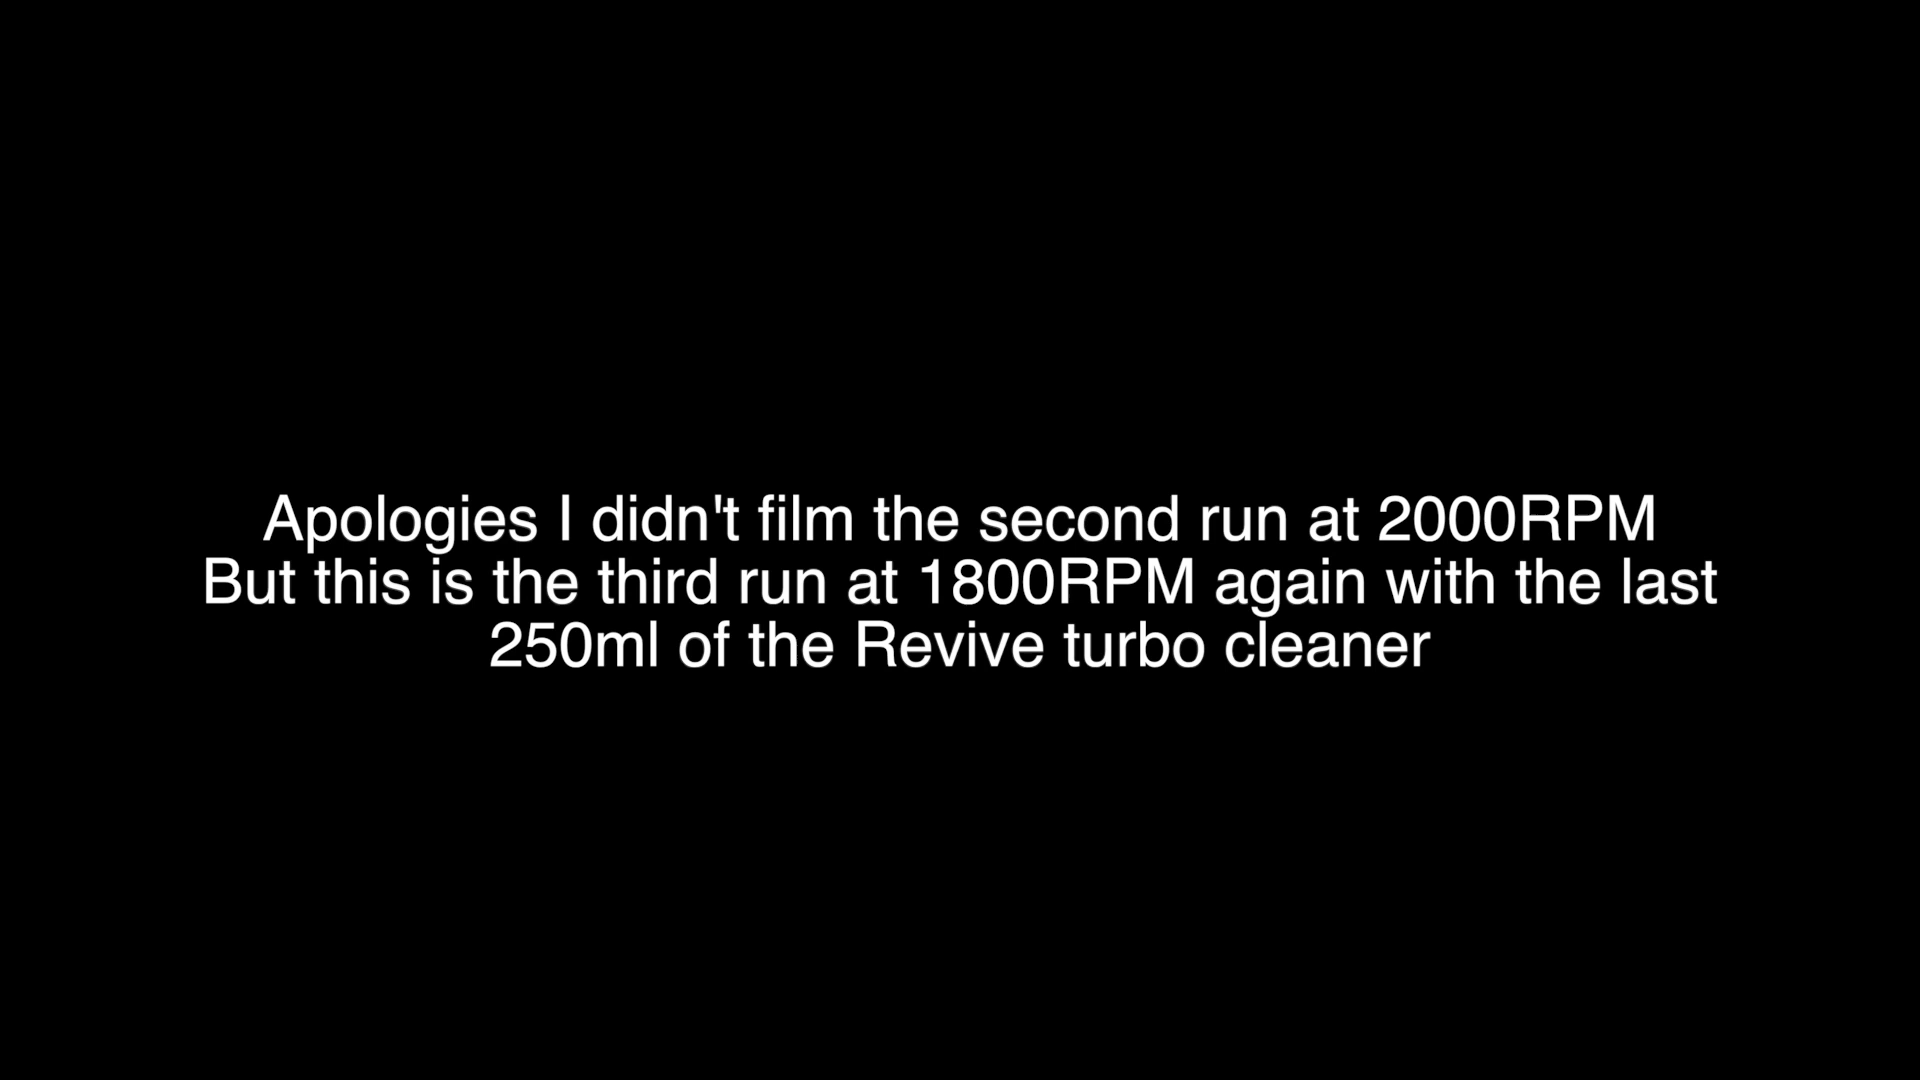 Apologies I didn't film the second run at 2000RPM
But this is the third run at 1800RPM again with the last
250ml of the Revive turbo cleaner